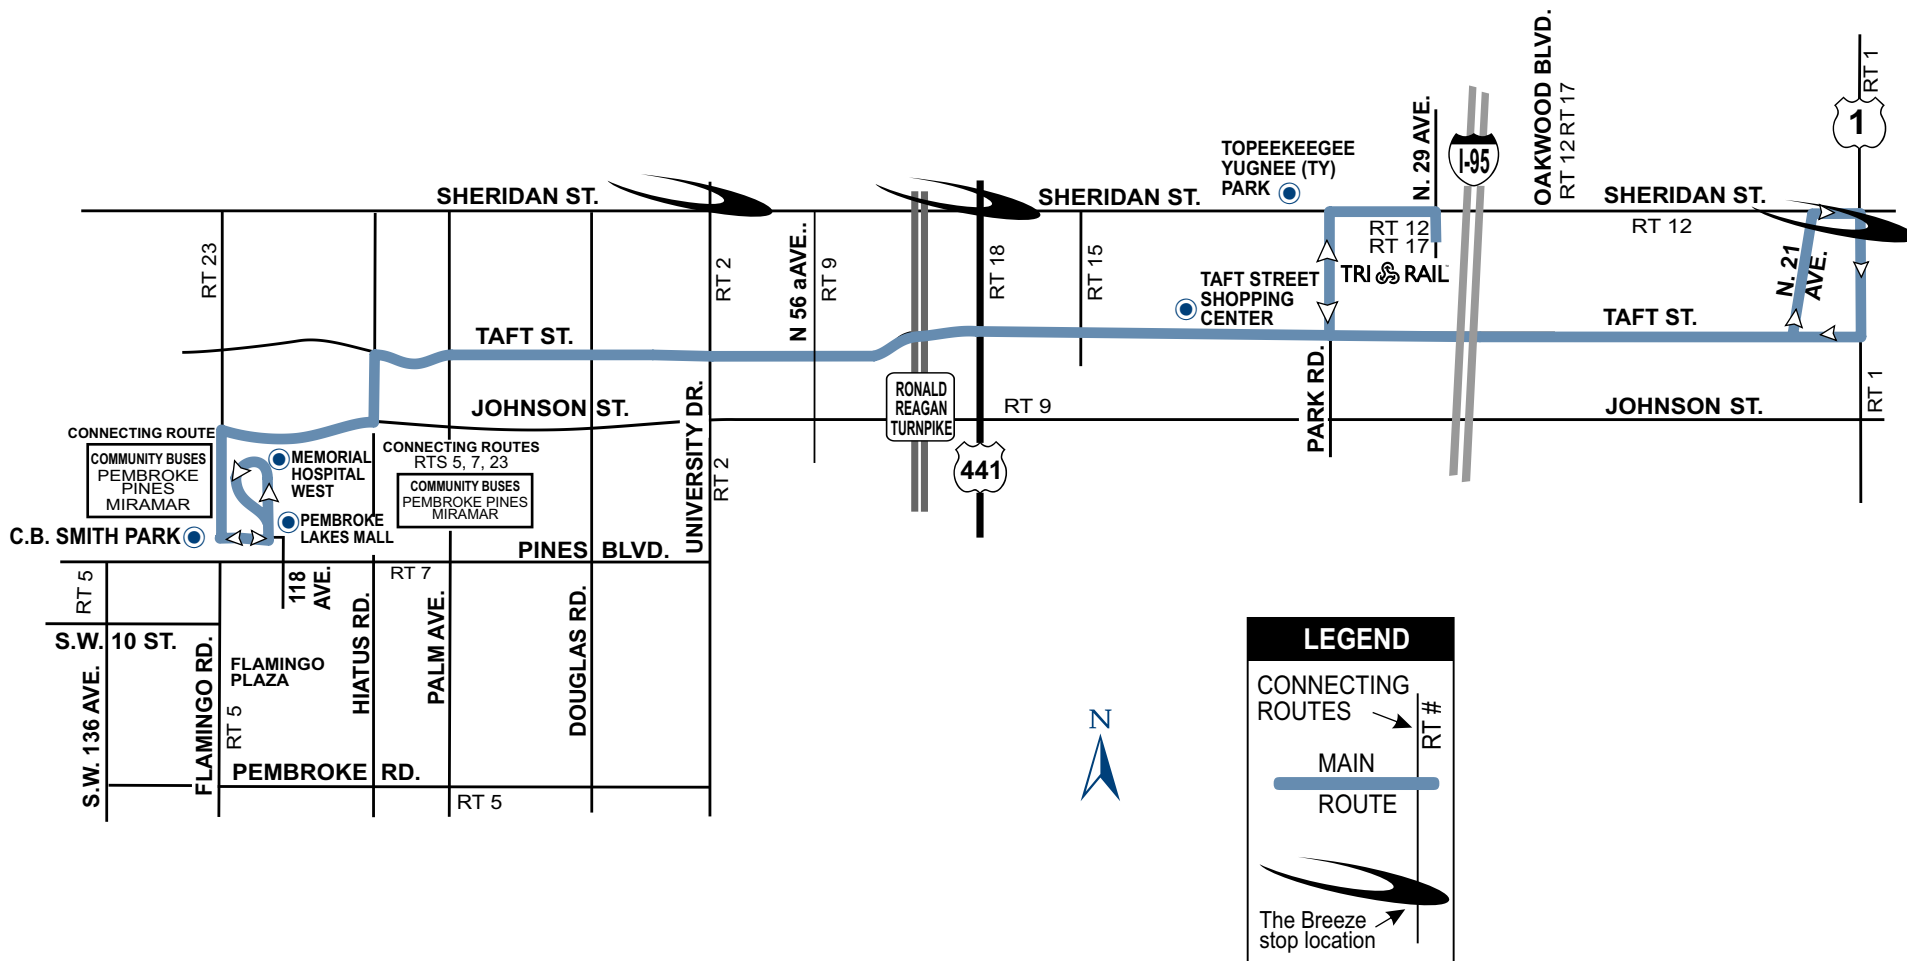 OAKWOOD BLVD.
RT 12 RT 17
RT 1
1
N. 29 AVE.
I-95
TOPEEKEEGEE
YUGNEE (TY)
PARK
SHERIDAN ST.
SHERIDAN ST.
SHERIDAN ST.
RT 12
RT 12
RT 17
TRI RAIL
RT 23
RT 2
N 56 aAVE..
RT 9
RT 18
RT 15
TAFT STREET
SHOPPING
CENTER
N. 21
AVE.
TAFT ST.
TAFT ST.
PARK RD.
RT 1
RONALD
REAGAN
TURNPIKE
JOHNSON ST.
RT 9
JOHNSON ST.
UNIVERSITY DR.
RT 2
441
CONNECTING ROUTE
COMMUNITY BUSES
PEMBROKE
PINES
MIRAMAR
MEMORIAL
HOSPITAL
WEST
CONNECTING ROUTES
RTS 5, 7, 23
COMMUNITY BUSES
PEMBROKE PINES
MIRAMAR
C.B. SMITH PARK
PEMBROKE
LAKES MALL
PINES BLVD.
RT 5
118
AVE.
RT 7
S.W. 10 ST.
S.W. 136 AVE.
FLAMINGO RD.
RT 5
FLAMINGO
PLAZA
HIATUS RD.
PALM AVE.
DOUGLAS RD.
PEMBROKE RD.
RT 5
N
LEGEND
CONNECTING
ROUTES
RT #
MAIN
ROUTE
The Breeze
stop location